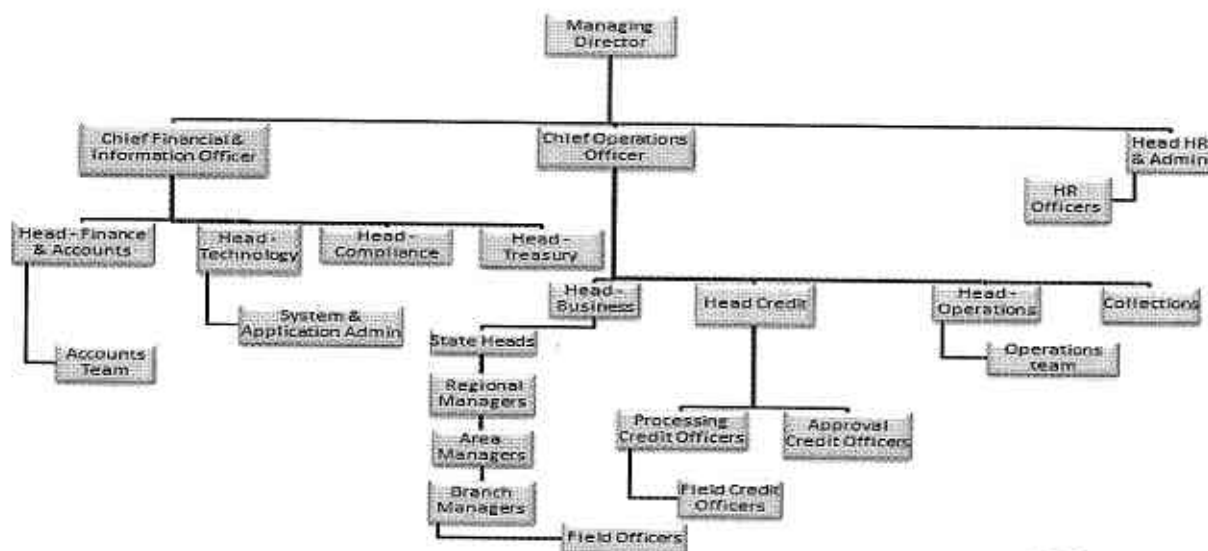 Managing
Director
Chief Financial &
Information Officer
Chief Operations
Officer
Head HR
& Admin
HR
Officers
Head - Finance
& Accounts
Head -
Technology
Head -
Compliance
Head -
Treasury
System &
Application Admin
Accounts
Team
Head -
Business
Head Credit
Head -
Operations
Collections
State Heads
Operations
team
Regional
Managers
Area
Managers
Branch
Managers
Field Officers
Processing
Credit Officers
Approval
Credit Officers
Field Credit
Officers